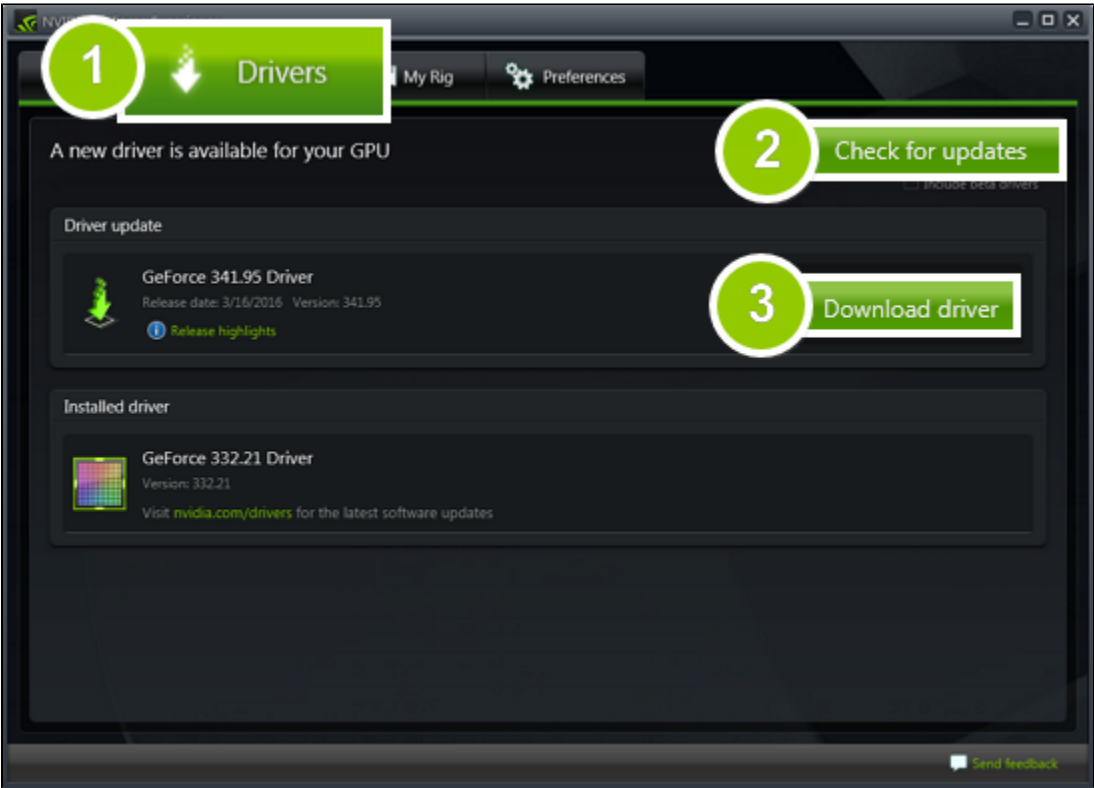 NVI
1
Drivers
My Rig
Preferences
A new driver is available for your GPU
2
Check for updates
Include beta drivers
Driver update
GeForce 341.95 Driver
Release date: 3/16/2016 Version: 341.95
Release highlights
3
Download driver
Installed driver
GeForce 332.21 Driver
Version: 332.21
Visit nvidia.com/drivers for the latest software updates
Send feedback